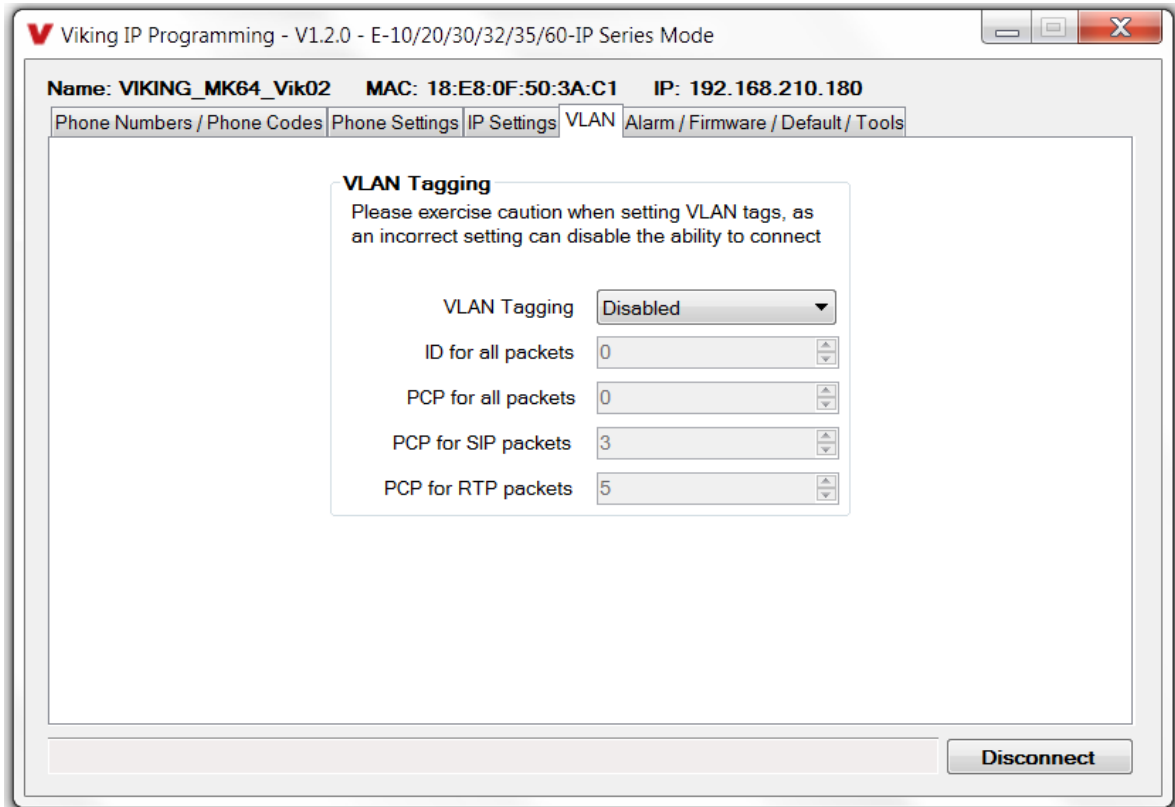 Viking IP Programming - V1.2.0 - E-10/20/30/32/35/60-IP Series Mode
Name: VIKING_MK64_Vik02 MAC: 18:E8:0F:50:3A:C1 IP: 192.168.210.180
Phone Numbers / Phone Codes Phone Settings IP Settings VLAN Alarm / Firmware / Default / Tools
VLAN Tagging
Please exercise caution when setting VLAN tags, as
an incorrect setting can disable the ability to connect
VLAN Tagging Disabled
ID for all packets 0
PCP for all packets 0
PCP for SIP packets 3
PCP for RTP packets 5
Disconnect